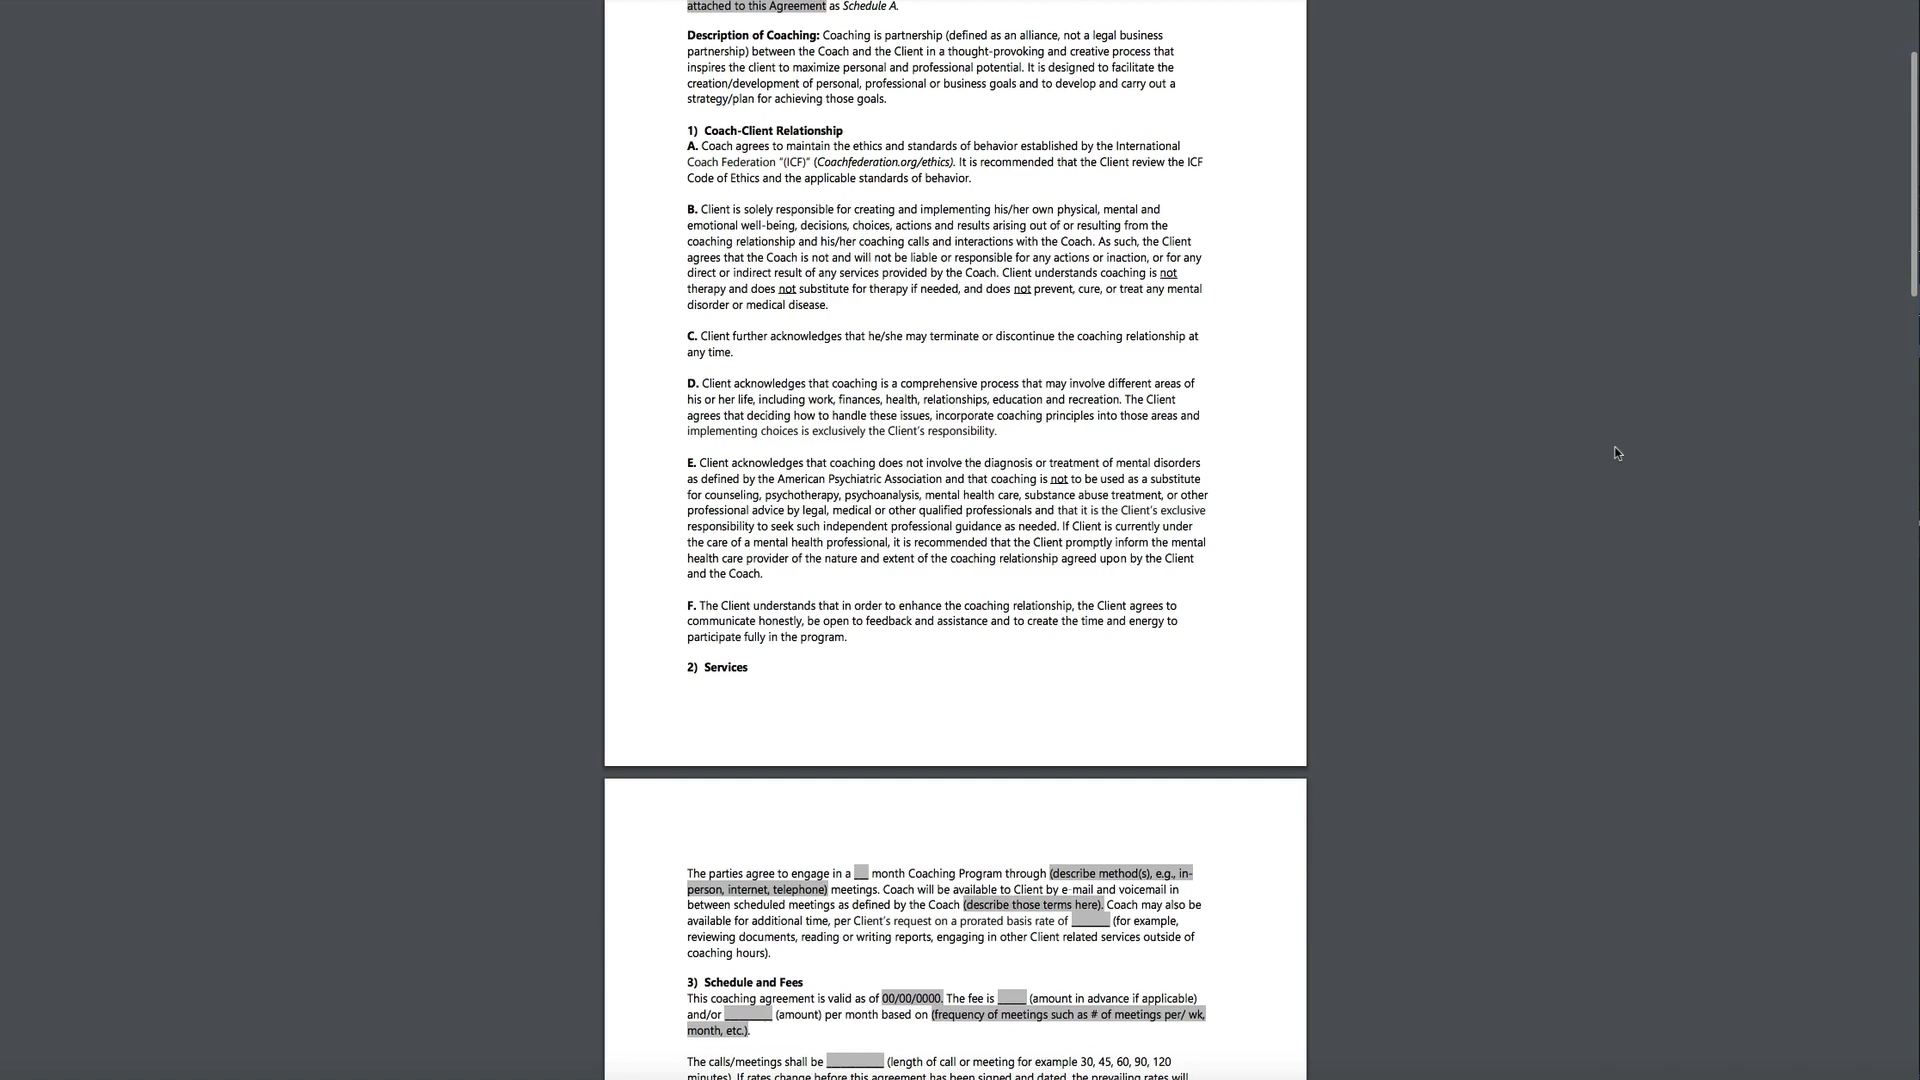 attached to this Agreement as Schedule A.
Description of Coaching: Coaching is partnership (defined as an alliance, not a legal business
partnership) between the Coach and the Client in a thought-provoking and creative process that
inspires the client to maximize personal and professional potential. It is designed to facilitate the
creation/development of personal, professional or business goals and to develop and carry out a
strategy/plan for achieving those goals.
1) Coach-Client Relationship
A. Coach agrees to maintain the ethics and standards of behavior established by the International
Coach Federation "(ICF)" (Coachfederation.org/ethics). It is recommended that the Client review the ICF
Code of Ethics and the applicable standards of behavior.
B. Client is solely responsible for creating and implementing his/her own physical, mental and
emotional well-being, decisions, choices, actions and results arising out of or resulting from the
coaching relationship and his/her coaching calls and interactions with the Coach. As such, the Client
agrees that the Coach is not and will not be liable or responsible for any actions or inaction, or for any
direct or indirect result of any services provided by the Coach. Client understands coaching is not
therapy and does not substitute for therapy if needed, and does not prevent, cure, or treat any mental
disorder or medical disease.
C. Client further acknowledges that he/she may terminate or discontinue the coaching relationship at
any time.
D. Client acknowledges that coaching is a comprehensive process that may involve different areas of
his or her life, including work, finances, health, relationships, education and recreation. The Client
agrees that deciding how to handle these issues, incorporate coaching principles into those areas and
implementing choices is exclusively the Client's responsibility.
E. Client acknowledges that coaching does not involve the diagnosis or treatment of mental disorders
as defined by the American Psychiatric Association and that coaching is not to be used as a substitute
for counseling, psychotherapy, psychoanalysis, mental health care, substance abuse treatment, or other
professional advice by legal, medical or other qualified professionals and that it is the Client's exclusive
responsibility to seek such independent professional guidance as needed. If Client is currently under
the care of a mental health professional, it is recommended that the Client promptly inform the mental
health care provider of the nature and extent of the coaching relationship agreed upon by the Client
and the Coach.
F. The Client understands that in order to enhance the coaching relationship, the Client agrees to
communicate honestly, be open to feedback and assistance and to create the time and energy to
participate fully in the program.
2) Services
The parties agree to engage in a __ month Coaching Program through (describe method(s), e.g., in-
person, internet, telephone) meetings. Coach will be available to Client by e-mail and voicemail in
between scheduled meetings as defined by the Coach (describe those terms here). Coach may also be
available for additional time, per Client's request on a prorated basis rate of ______ (for example,
reviewing documents, reading or writing reports, engaging in other Client related services outside of
coaching hours).
3) Schedule and Fees
This coaching agreement is valid as of 00/00/0000. The fee is ____ (amount in advance if applicable)
and/or _______ (amount) per month based on (frequency of meetings such as # of meetings per/ wk,
month, etc.).
The calls/meetings shall be ________ (length of call or meeting for example 30, 45, 60, 90, 120
minutes). If rates change before this agreement has been signed and dated, the prevailing rates will